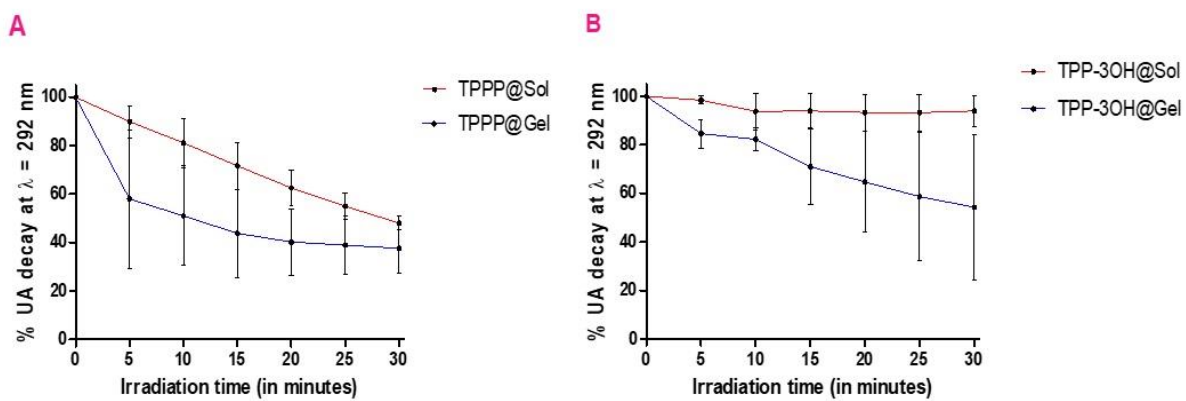 A
TPPP@Sol
TPPP@Gel
% UA decay at λ = 292 nm
100
80
60
40
20
0
0 5 10 15 20 25 30
Irradiation time (in minutes)
B
TPP-3OH@Sol
TPP-3OH@Gel
% UA decay at λ = 292 nm
100
80
60
40
20
0
0 5 10 15 20 25 30
Irradiation time (in minutes)